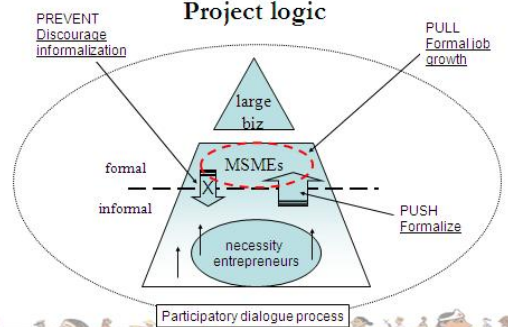 Project logic
PREVENT
Discourage
informalization
PULL
Formal job
growth
large
biz
formal
MSMEs
X
informal
PUSH
Formalize
necessity
entrepreneurs
Participatory dialogue process